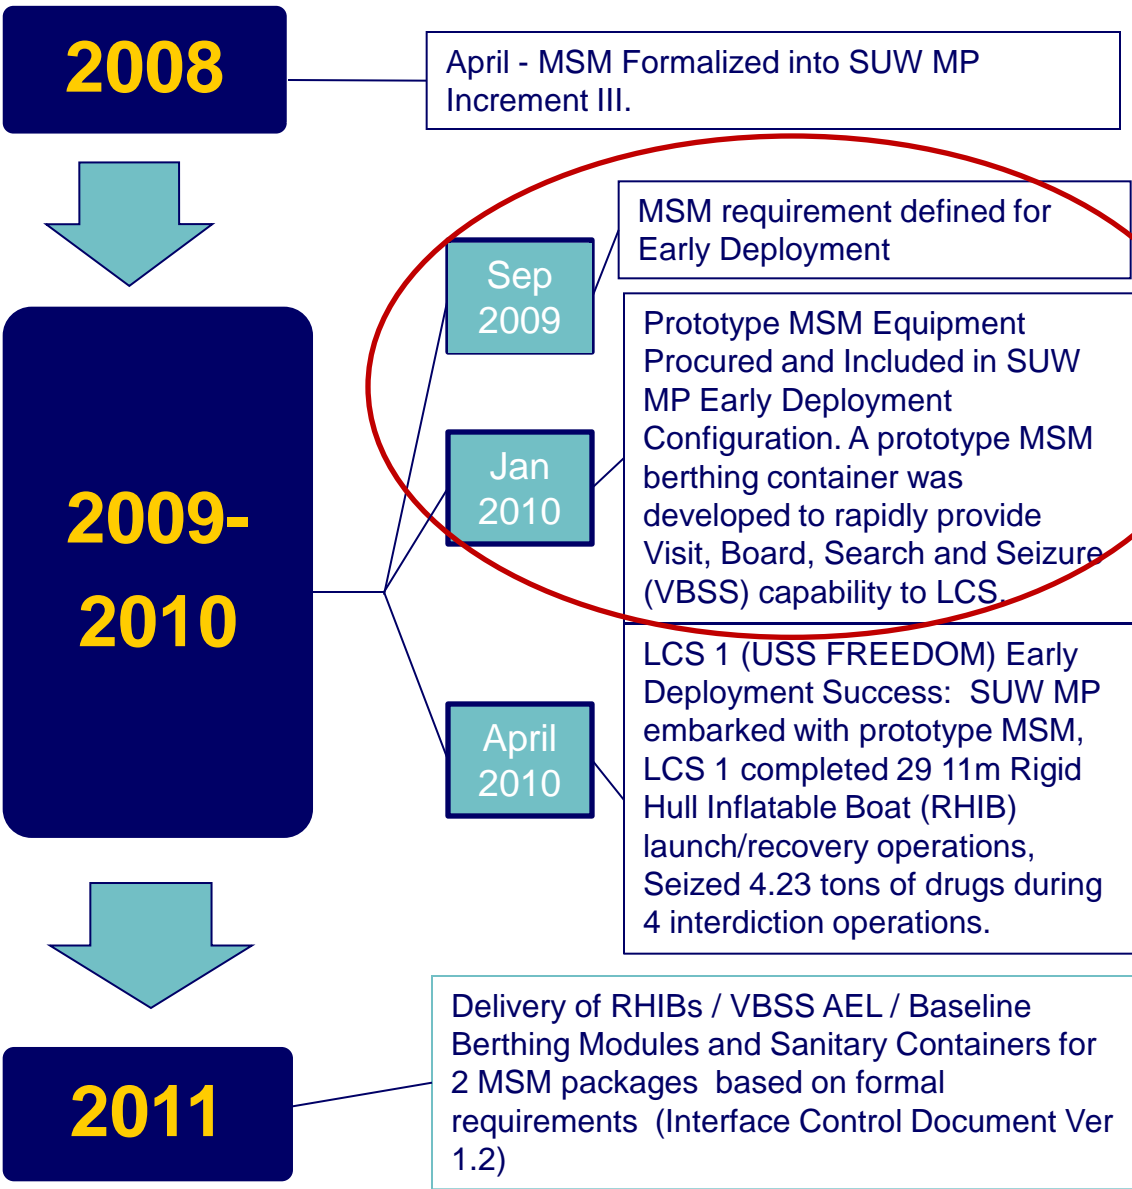 2008
April - MSM Formalized into SUW MP
Increment III.
2009-
2010
Sep
2009
MSM requirement defined for
Early Deployment
Jan
2010
Prototype MSM Equipment
Procured and Included in SUW
MP Early Deployment
Configuration. A prototype MSM
berthing container was
developed to rapidly provide
Visit, Board, Search and Seizure
(VBSS) capability to LCS.
April
2010
LCS 1 (USS FREEDOM) Early
Deployment Success:  SUW MP
embarked with prototype MSM,
LCS 1 completed 29 11m Rigid
Hull Inflatable Boat (RHIB)
launch/recovery operations,
Seized 4.23 tons of drugs during
4 interdiction operations.
2011
Delivery of RHIBs / VBSS AEL / Baseline
Berthing Modules and Sanitary Containers for
2 MSM packages  based on formal
requirements  (Interface Control Document Ver
1.2)